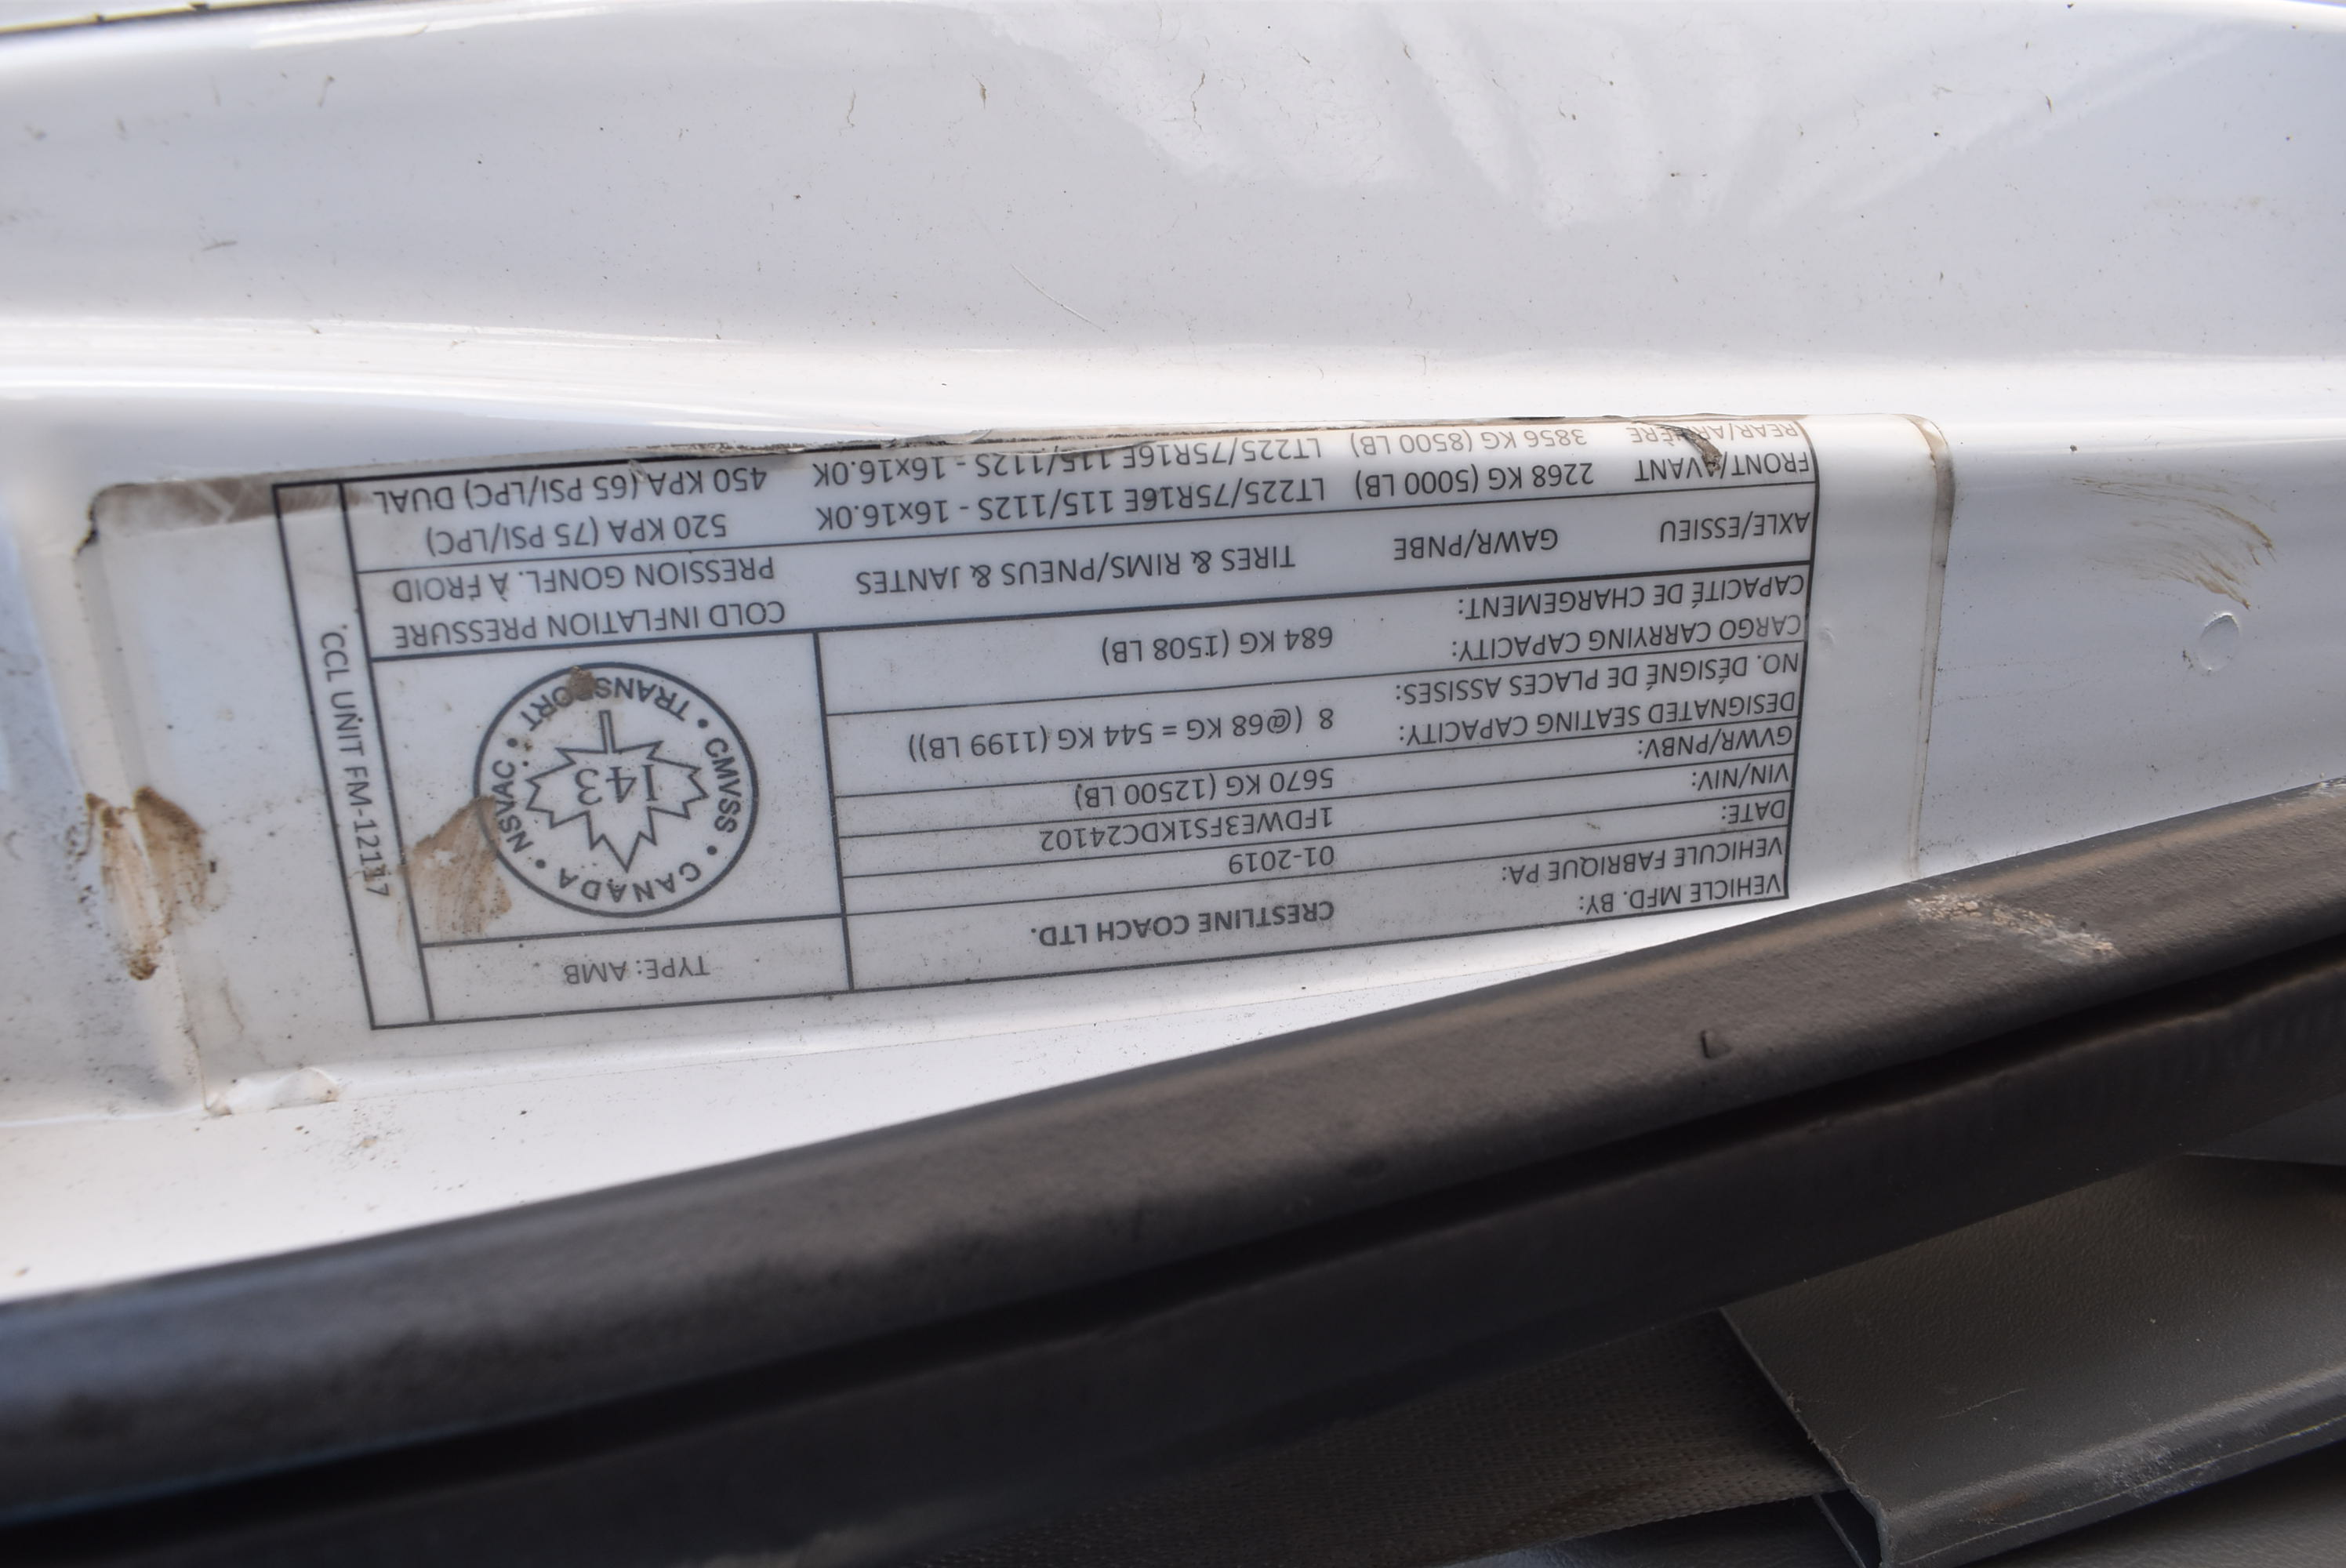 VEHICLE MFD. BY:
VEHICULE FABRIQUE PA:
CRESTLINE COACH LTD.
TYPE: AMB
DATE:
01-2019
VIN/NIV:
1FDWE3FS1KDC24102
GVWR/PNBV:
5670 KG (12500 LB)
DESIGNATED SEATING CAPACITY:
NO. DÉSIGNÉ DE PLACES ASSISES:
8 (@68 KG = 544 KG (1199 LB))
CARGO CARRYING CAPACITY:
CAPACITÉ DE CHARGEMENT:
684 KG (1508 LB)
CANADA • NSVAC • TRANSPORT • CMVSS •
143
AXLE/ESSIEU GAWR/PNBE TIRES & RIMS/PNEUS & JANTES COLD INFLATION PRESSURE
PRESSION GONFL. À FROID
FRONT/AVANT 2268 KG (5000 LB) LT225/75R16E 115/112S - 16x16.0K 520 KPA (75 PSI/LPC)
REAR/ARRIÈRE 3856 KG (8500 LB) LT225/75R16E 115/112S - 16x16.0K 450 KPA (65 PSI/LPC) DUAL
CCL UNIT FM-12117